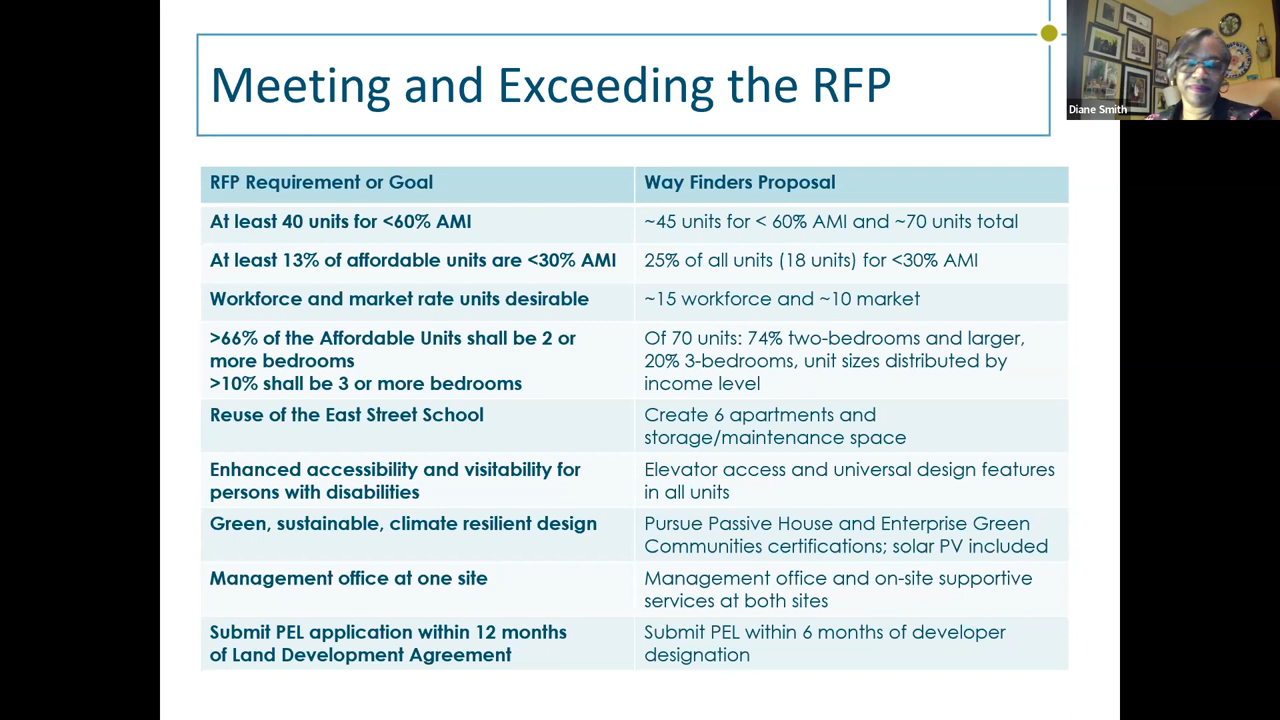 Meeting and Exceeding the RFP
Diane Smith
RFP Requirement or Goal
Way Finders Proposal
At least 40 units for <60% AMI
~45 units for < 60% AMI and ~70 units total
At least 13% of affordable units are <30% AMI
25% of all units (18 units) for <30% AMI
Workforce and market rate units desirable
~15 workforce and ~10 market
>66% of the Affordable Units shall be 2 or
more bedrooms
>10% shall be 3 or more bedrooms
Of 70 units: 74% two-bedrooms and larger,
20% 3-bedrooms, unit sizes distributed by
income level
Reuse of the East Street School
Create 6 apartments and
storage/maintenance space
Enhanced accessibility and visitability for
persons with disabilities
Elevator access and universal design features
in all units
Green, sustainable, climate resilient design
Pursue Passive House and Enterprise Green
Communities certifications; solar PV included
Management office at one site
Management office and on-site supportive
services at both sites
Submit PEL application within 12 months
of Land Development Agreement
Submit PEL within 6 months of developer
designation